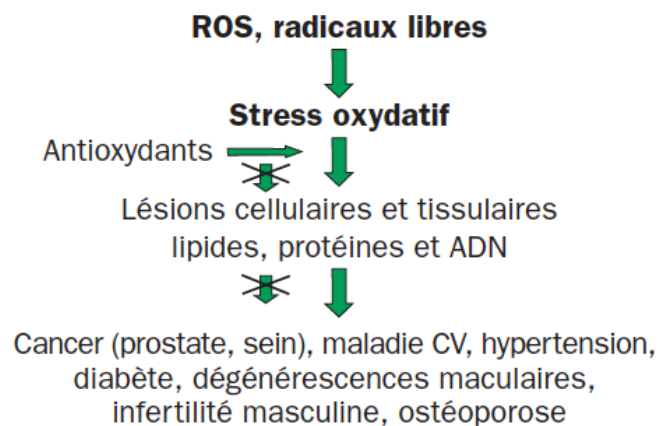 ROS, radicaux libres
Stress oxydatif
Antioxydants
Lésions cellulaires et tissulaires
lipides, protéines et ADN
Cancer (prostate, sein), maladie CV, hypertension,
diabète, dégénérescences maculaires,
infertilité masculine, ostéoporose